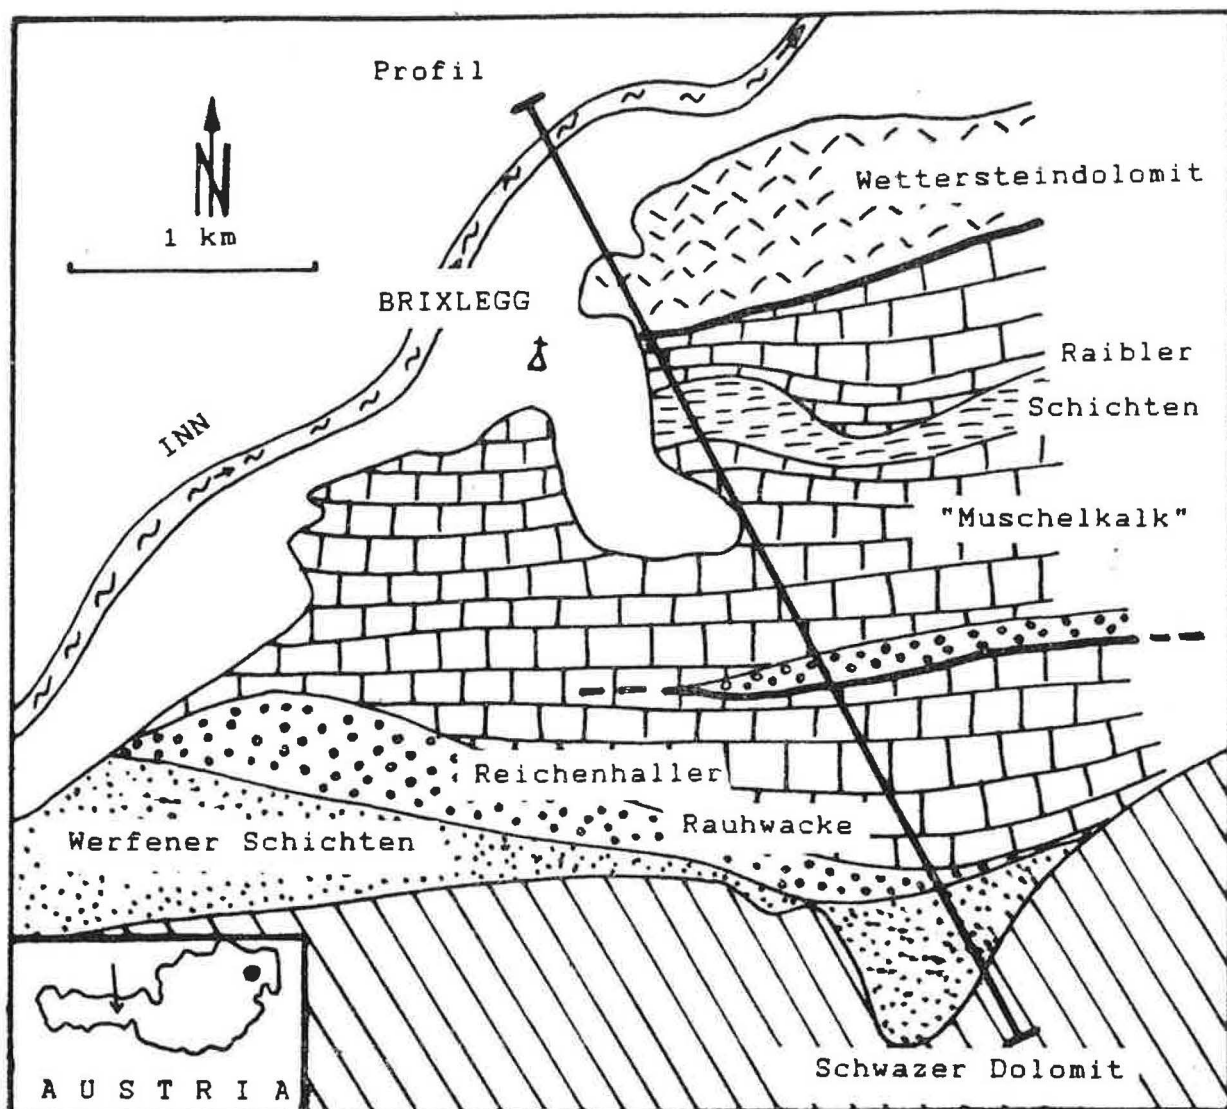 Profil
N
Wettersteindolomit
1 km
BRIXLEGG
Raibler
Schichten
INN
"Muschelkalk"
Reichenhaller
Rauhwacke
Werfener Schichten
Schwazer Dolomit
AUSTRIA